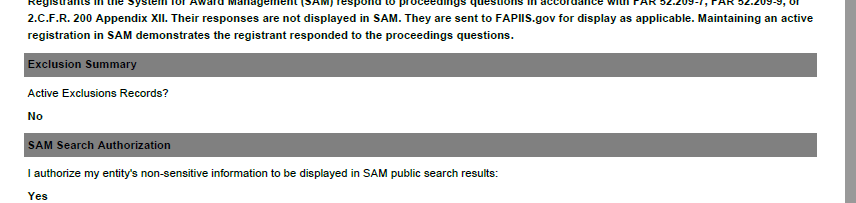 Registrants in the System for Award Management (SAM) respond to proceedings questions in accordance with FAR 52.209-7, FAR 52.209-9, or
2.C.F.R. 200 Appendix XII. Their responses are not displayed in SAM. They are sent to FAPIIS.gov for display as applicable. Maintaining an active
registration in SAM demonstrates the registrant responded to the proceedings questions.
Exclusion Summary
Active Exclusions Records?
No
SAM Search Authorization
I authorize my entity's non-sensitive information to be displayed in SAM public search results:
Yes